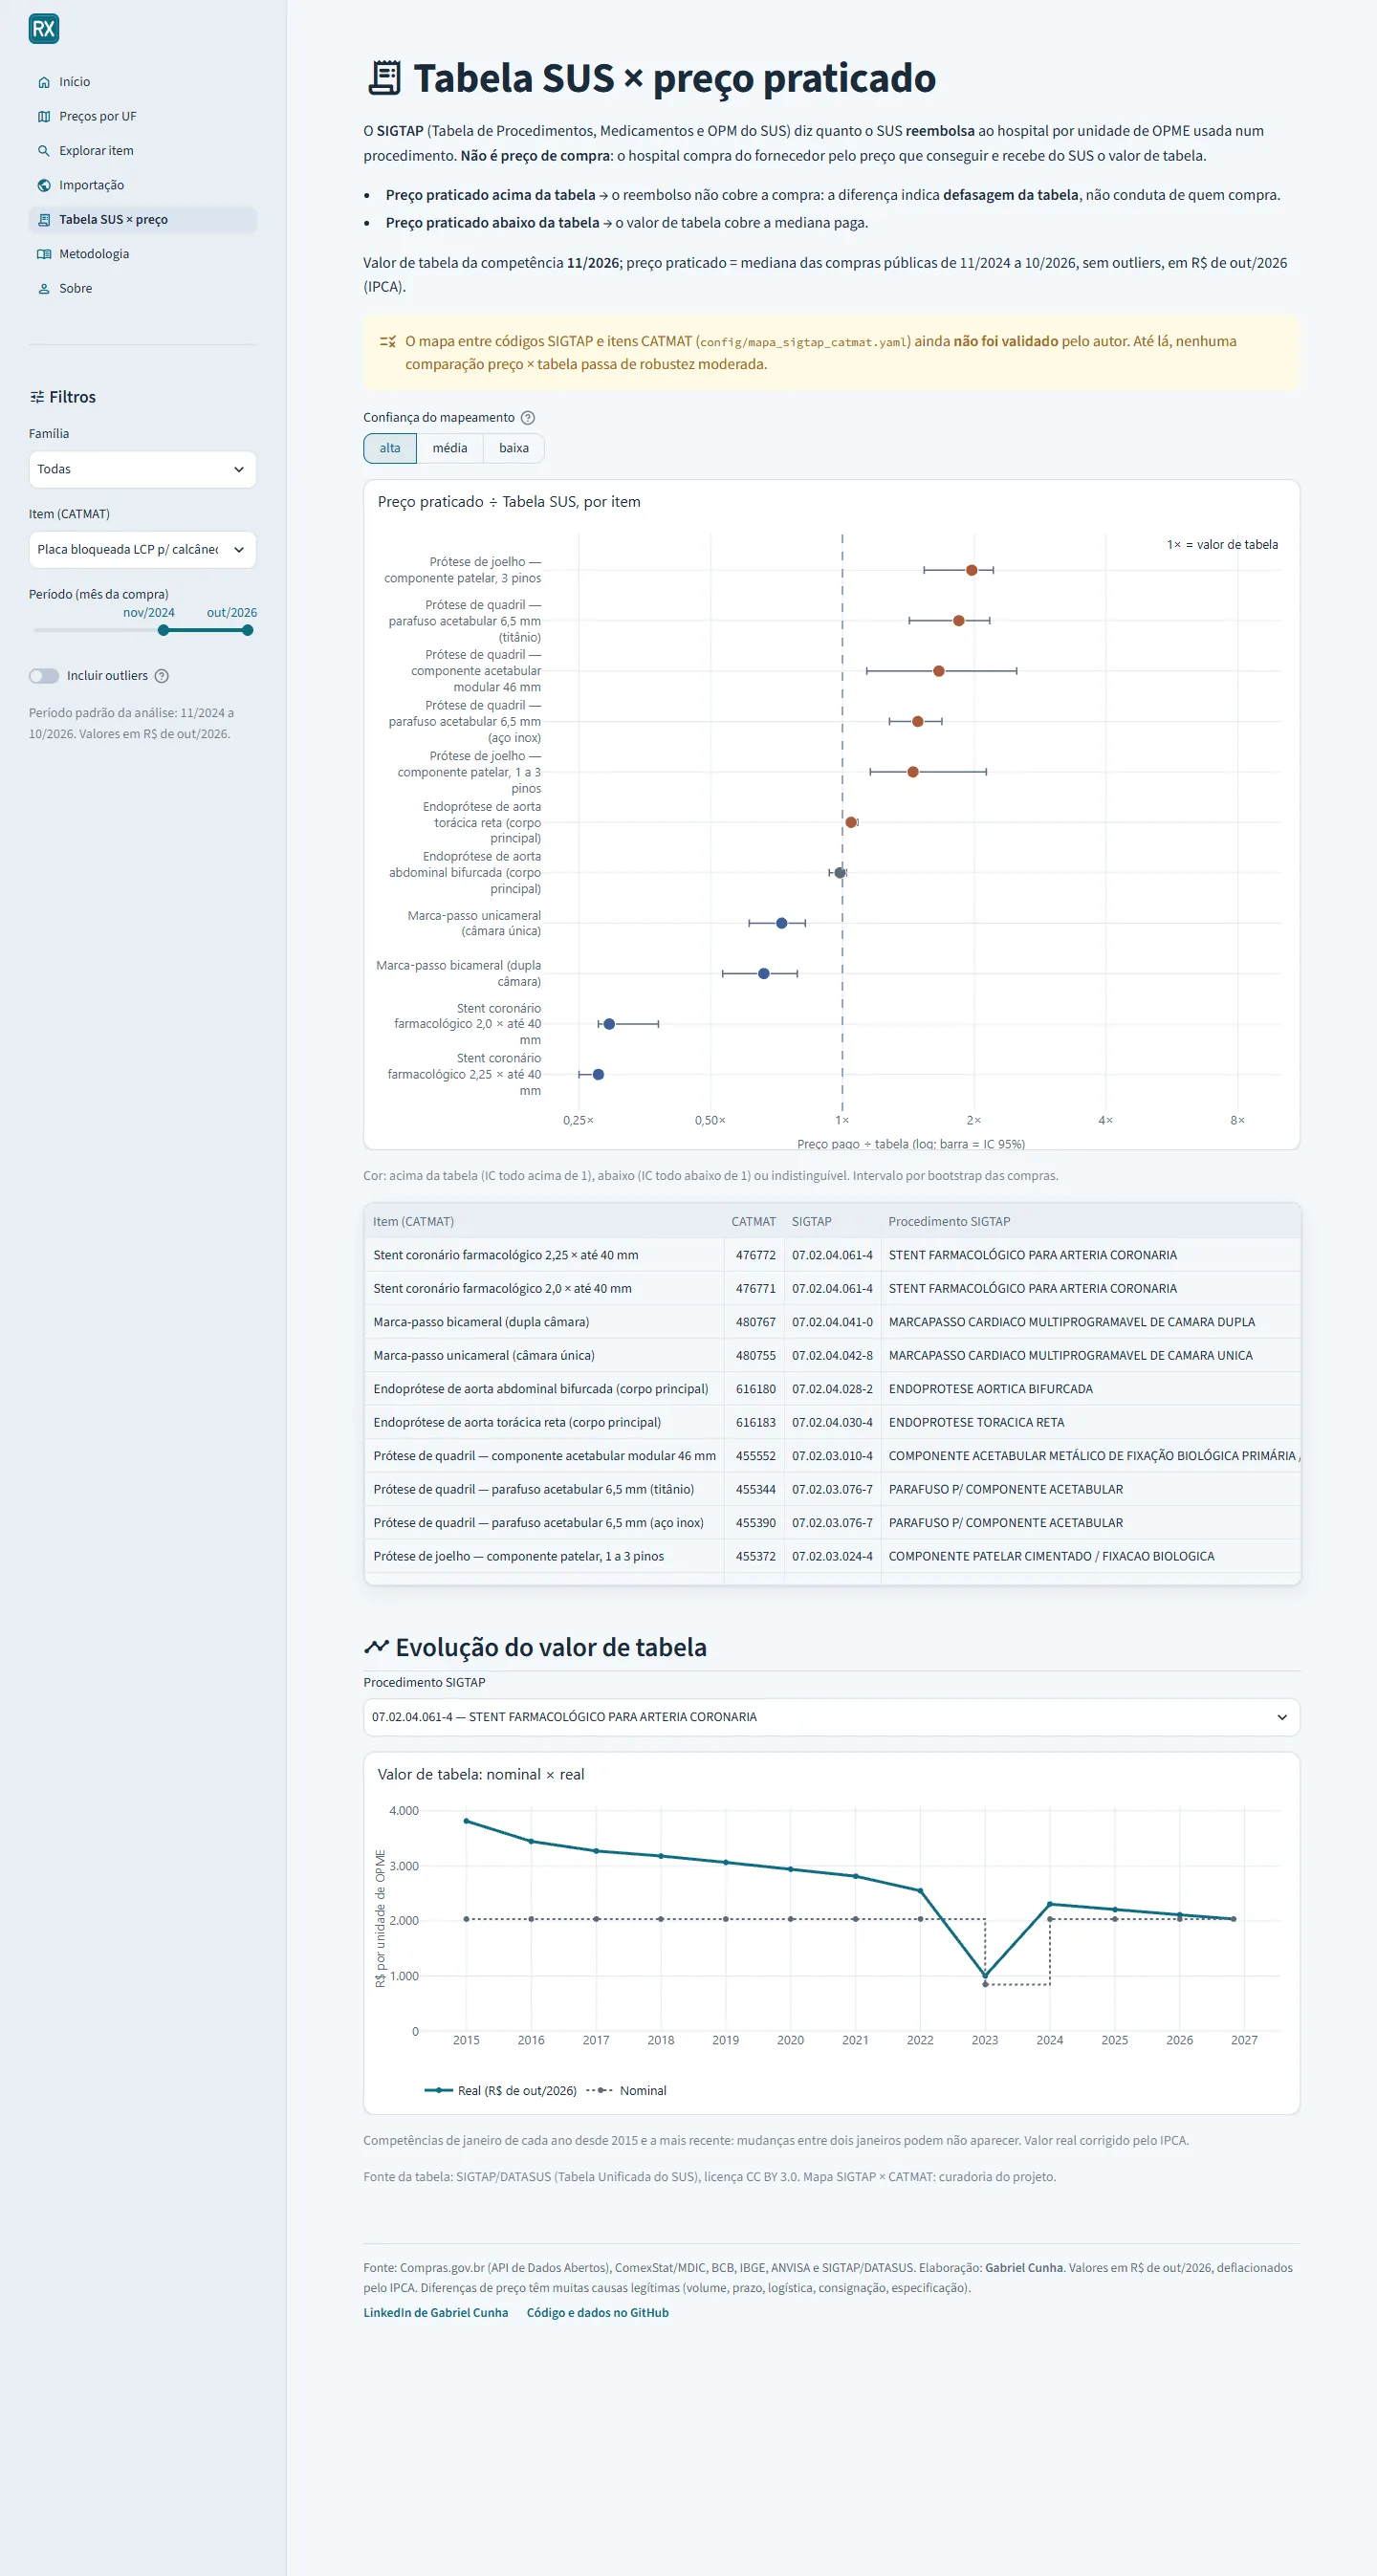 RX
Início
Preços por UF
Explorar item
Importação
Tabela SUS × preço
Metodologia
Sobre
Filtros
Família
Todas
Item (CATMAT)
Placa bloqueada LCP p/ calcâneo
Período (mês da compra)
nov/2024 out/2026
Incluir outliers
Período padrão da análise: 11/2024 a
10/2026. Valores em R$ de out/2026.
Tabela SUS × preço praticado
O SIGTAP (Tabela de Procedimentos, Medicamentos e OPM do SUS) diz quanto o SUS reembolsa ao hospital por unidade de OPME usada num
procedimento. Não é preço de compra: o hospital compra do fornecedor pelo preço que conseguir e recebe do SUS o valor de tabela.
• Preço praticado acima da tabela → o reembolso não cobre a compra: a diferença indica defasagem da tabela, não conduta de quem compra.
• Preço praticado abaixo da tabela → o valor de tabela cobre a mediana paga.
Valor de tabela da competência 11/2026; preço praticado = mediana das compras públicas de 11/2024 a 10/2026, sem outliers, em R$ de out/2026
(IPCA).
O mapa entre códigos SIGTAP e itens CATMAT (config/mapa_sigtap_catmat.yaml) ainda não foi validado pelo autor. Até lá, nenhuma
comparação preço × tabela passa de robustez moderada.
Confiança do mapeamento
alta média baixa
Preço praticado ÷ Tabela SUS, por item
1× = valor de tabela
Prótese de joelho —
componente patelar, 3 pinos
Prótese de quadril —
parafuso acetabular 6,5 mm
(titânio)
Prótese de quadril —
componente acetabular
modular 46 mm
Prótese de quadril —
parafuso acetabular 6,5 mm
(aço inox)
Prótese de joelho —
componente patelar, 1 a 3
pinos
Endoprótese de aorta
torácica reta (corpo
principal)
Endoprótese de aorta
abdominal bifurcada (corpo
principal)
Marca-passo unicameral
(câmara única)
Marca-passo bicameral (dupla
câmara)
Stent coronário
farmacológico 2,0 × até 40
mm
Stent coronário
farmacológico 2,25 × até 40
mm
0,25× 0,50× 1× 2× 4× 8×
Preço pago ÷ tabela (log; barra = IC 95%)
Cor: acima da tabela (IC todo acima de 1), abaixo (IC todo abaixo de 1) ou indistinguível. Intervalo por bootstrap das compras.
Item (CATMAT) CATMAT SIGTAP Procedimento SIGTAP
Stent coronário farmacológico 2,25 × até 40 mm 476772 07.02.04.061-4 STENT FARMACOLÓGICO PARA ARTERIA CORONARIA
Stent coronário farmacológico 2,0 × até 40 mm 476771 07.02.04.061-4 STENT FARMACOLÓGICO PARA ARTERIA CORONARIA
Marca-passo bicameral (dupla câmara) 480767 07.02.04.041-0 MARCAPASSO CARDIACO MULTIPROGRAMAVEL DE CAMARA DUPLA
Marca-passo unicameral (câmara única) 480755 07.02.04.042-8 MARCAPASSO CARDIACO MULTIPROGRAMAVEL DE CAMARA UNICA
Endoprótese de aorta abdominal bifurcada (corpo principal) 616180 07.02.04.028-2 ENDOPROTESE AORTICA BIFURCADA
Endoprótese de aorta torácica reta (corpo principal) 616183 07.02.04.030-4 ENDOPROTESE TORACICA RETA
Prótese de quadril — componente acetabular modular 46 mm 455552 07.02.03.010-4 COMPONENTE ACETABULAR METÁLICO DE FIXAÇÃO BIOLÓGICA PRIMÁRIA /
Prótese de quadril — parafuso acetabular 6,5 mm (titânio) 455344 07.02.03.076-7 PARAFUSO P/ COMPONENTE ACETABULAR
Prótese de quadril — parafuso acetabular 6,5 mm (aço inox) 455390 07.02.03.076-7 PARAFUSO P/ COMPONENTE ACETABULAR
Prótese de joelho — componente patelar, 1 a 3 pinos 455372 07.02.03.024-4 COMPONENTE PATELAR CIMENTADO / FIXACAO BIOLOGICA
Evolução do valor de tabela
Procedimento SIGTAP
07.02.04.061-4 — STENT FARMACOLÓGICO PARA ARTERIA CORONARIA
Valor de tabela: nominal × real
R$ por unidade de OPME
4.000
3.000
2.000
1.000
0
2015 2016 2017 2018 2019 2020 2021 2022 2023 2024 2025 2026 2027
Real (R$ de out/2026) Nominal
Competências de janeiro de cada ano desde 2015 e a mais recente: mudanças entre dois janeiros podem não aparecer. Valor real corrigido pelo IPCA.
Fonte da tabela: SIGTAP/DATASUS (Tabela Unificada do SUS), licença CC BY 3.0. Mapa SIGTAP × CATMAT: curadoria do projeto.
Fonte: Compras.gov.br (API de Dados Abertos), ComexStat/MDIC, BCB, IBGE, ANVISA e SIGTAP/DATASUS. Elaboração: Gabriel Cunha. Valores em R$ de out/2026, deflacionados
pelo IPCA. Diferenças de preço têm muitas causas legítimas (volume, prazo, logística, consignação, especificação).
LinkedIn de Gabriel Cunha Código e dados no GitHub